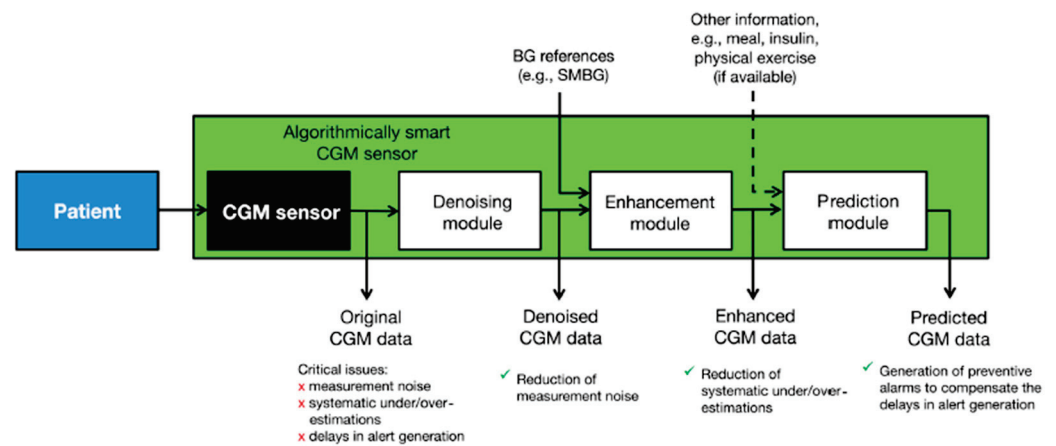 Other information,
e.g., meal, insulin,
physical exercise
(if available)
BG references
(e.g., SMBG)
Algorithmically smart
CGM sensor
Patient
CGM sensor
Denoising
module
Enhancement
module
Prediction
module
Original
CGM data
Critical issues:
x measurement noise
x systematic under/over-
estimations
x delays in alert generation
Denoised
CGM data
✓ Reduction of
measurement noise
Enhanced
CGM data
✓ Reduction of
systematic under/over-
estimations
Predicted
CGM data
✓ Generation of preventive
alarms to compensate the
delays in alert generation